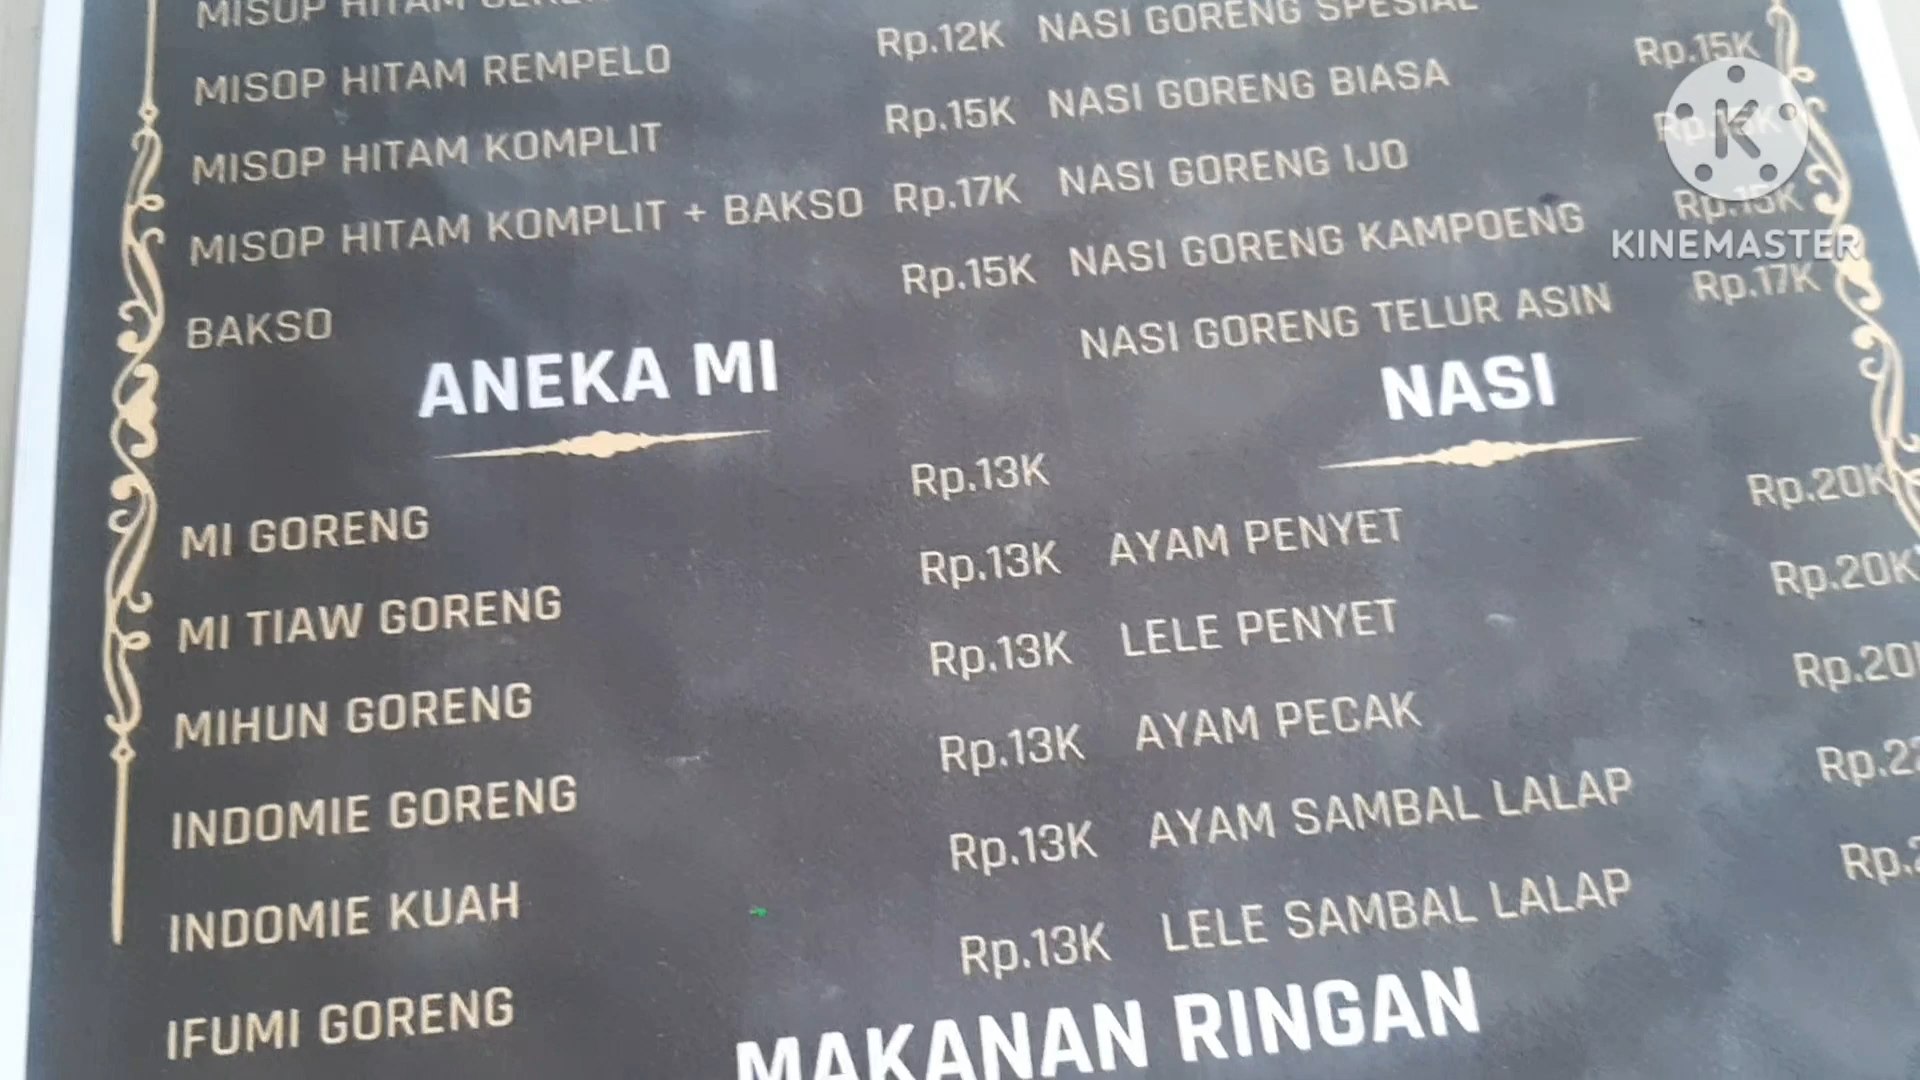 MISOP HITAM
MISOP HITAM REMPELO Rp.12K
MISOP HITAM KOMPLIT Rp.15K
MISOP HITAM KOMPLIT + BAKSO Rp.17K
BAKSO Rp.15K
ANEKA MI
MI GORENG Rp.13K
MI TIAW GORENG Rp.13K
MIHUN GORENG Rp.13K
INDOMIE GORENG Rp.13K
INDOMIE KUAH Rp.13K
IFUMI GORENG Rp.13K
NASI GORENG SPESIAL
NASI GORENG BIASA Rp.15K
NASI GORENG IJO
NASI GORENG KAMPOENG Rp.15K
NASI GORENG TELUR ASIN Rp.17K
NASI
AYAM PENYET Rp.20K
LELE PENYET Rp.20K
AYAM PECAK
AYAM SAMBAL LALAP
LELE SAMBAL LALAP
MAKANAN RINGAN
KINEMASTER